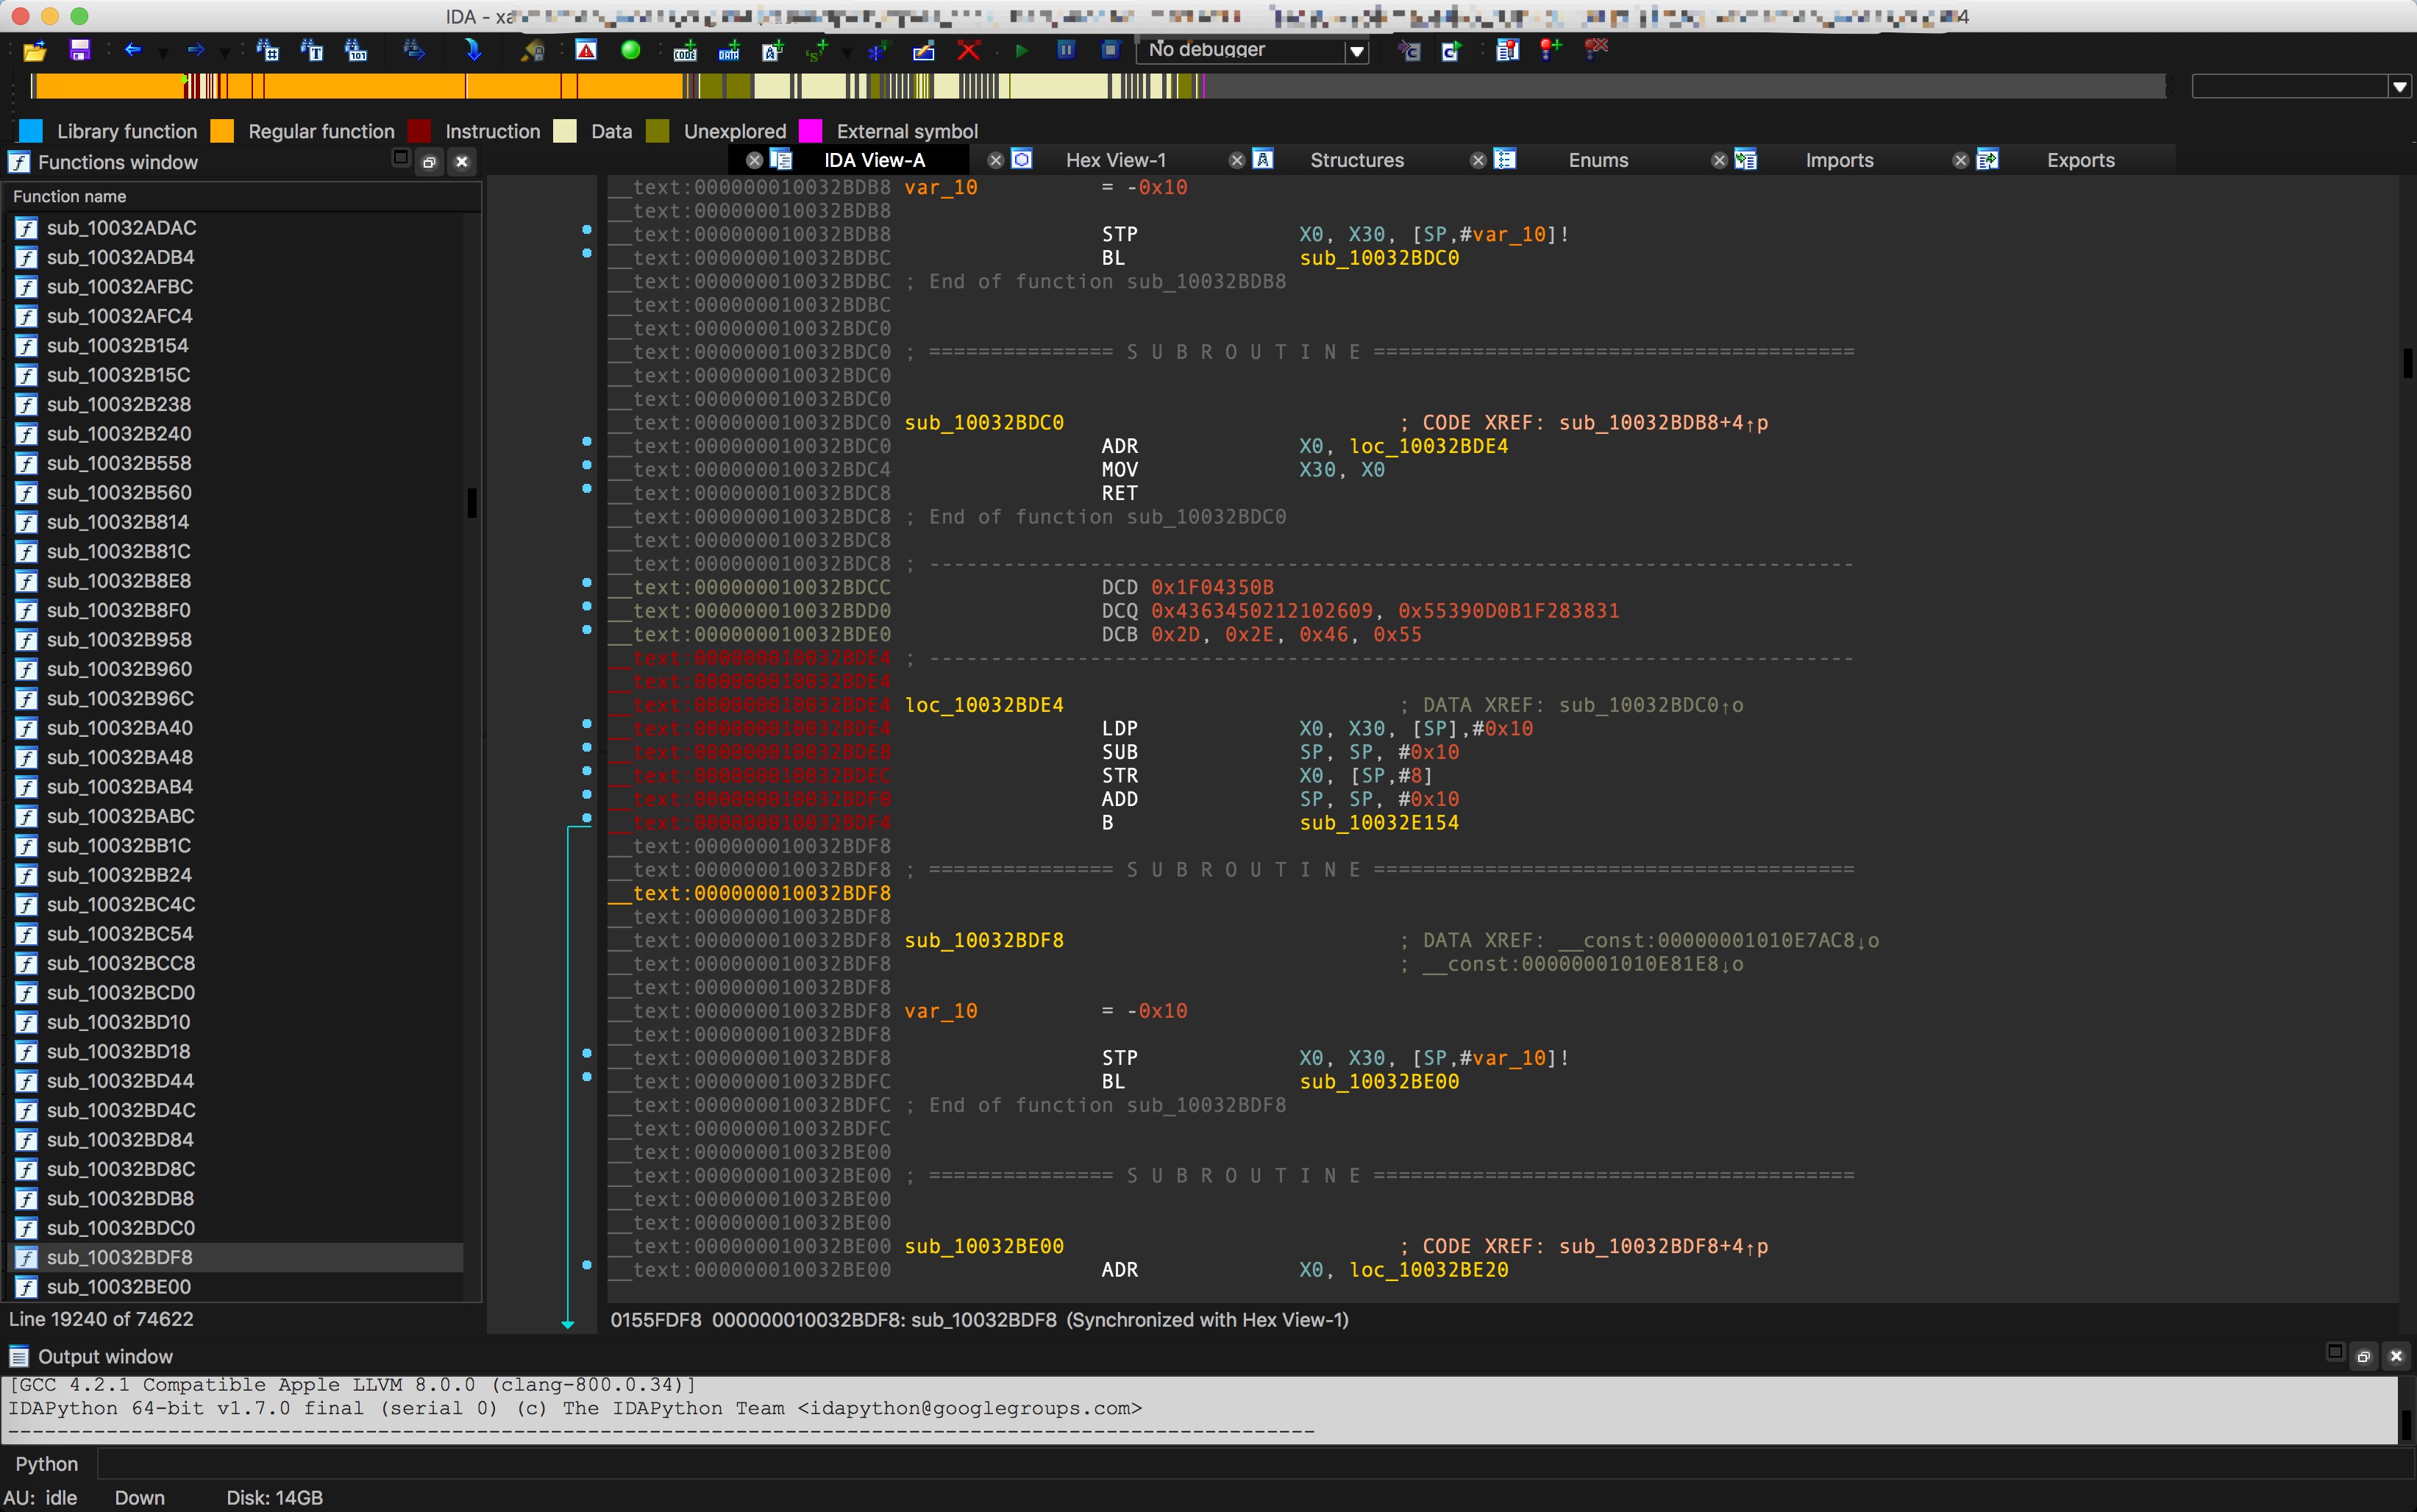 IDA - xa
No debugger
Library function Regular function Instruction Data Unexplored External symbol
Functions window
IDA View-A Hex View-1 Structures Enums Imports Exports
Function name
sub_10032ADAC
sub_10032ADB4
sub_10032AFBC
sub_10032AFC4
sub_10032B154
sub_10032B15C
sub_10032B238
sub_10032B240
sub_10032B558
sub_10032B560
sub_10032B814
sub_10032B81C
sub_10032B8E8
sub_10032B8F0
sub_10032B958
sub_10032B960
sub_10032B96C
sub_10032BA40
sub_10032BA48
sub_10032BAB4
sub_10032BABC
sub_10032BB1C
sub_10032BB24
sub_10032BC4C
sub_10032BC54
sub_10032BCC8
sub_10032BCD0
sub_10032BD10
sub_10032BD18
sub_10032BD44
sub_10032BD4C
sub_10032BD84
sub_10032BD8C
sub_10032BDB8
sub_10032BDC0
sub_10032BDF8
sub_10032BE00
Line 19240 of 74622
__text:000000010032BDB8 var_10 = -0x10
__text:000000010032BDB8
__text:000000010032BDB8 STP X0, X30, [SP,#var_10]!
__text:000000010032BDBC BL sub_10032BDC0
__text:000000010032BDBC ; End of function sub_10032BDB8
__text:000000010032BDBC
__text:000000010032BDC0
__text:000000010032BDC0 ; =============== S U B R O U T I N E =======================================
__text:000000010032BDC0
__text:000000010032BDC0
__text:000000010032BDC0 sub_10032BDC0 ; CODE XREF: sub_10032BDB8+4↑p
__text:000000010032BDC0 ADR X0, loc_10032BDE4
__text:000000010032BDC4 MOV X30, X0
__text:000000010032BDC8 RET
__text:000000010032BDC8 ; End of function sub_10032BDC0
__text:000000010032BDC8
__text:000000010032BDC8 ; ---------------------------------------------------------------------------
__text:000000010032BDCC DCD 0x1F04350B
__text:000000010032BDD0 DCQ 0x4363450212102609, 0x55390D0B1F283831
__text:000000010032BDE0 DCB 0x2D, 0x2E, 0x46, 0x55
__text:000000010032BDE4 ; ---------------------------------------------------------------------------
__text:000000010032BDE4
__text:000000010032BDE4 loc_10032BDE4 ; DATA XREF: sub_10032BDC0↑o
__text:000000010032BDE4 LDP X0, X30, [SP],#0x10
__text:000000010032BDE8 SUB SP, SP, #0x10
__text:000000010032BDEC STR X0, [SP,#8]
__text:000000010032BDF0 ADD SP, SP, #0x10
__text:000000010032BDF4 B sub_10032E154
__text:000000010032BDF8
__text:000000010032BDF8 ; =============== S U B R O U T I N E =======================================
__text:000000010032BDF8
__text:000000010032BDF8
__text:000000010032BDF8 sub_10032BDF8 ; DATA XREF: __const:00000001010E7AC8↓o
__text:000000010032BDF8 ; __const:00000001010E81E8↓o
__text:000000010032BDF8
__text:000000010032BDF8 var_10 = -0x10
__text:000000010032BDF8
__text:000000010032BDF8 STP X0, X30, [SP,#var_10]!
__text:000000010032BDFC BL sub_10032BE00
__text:000000010032BDFC ; End of function sub_10032BDF8
__text:000000010032BDFC
__text:000000010032BE00
__text:000000010032BE00 ; =============== S U B R O U T I N E =======================================
__text:000000010032BE00
__text:000000010032BE00
__text:000000010032BE00 sub_10032BE00 ; CODE XREF: sub_10032BDF8+4↑p
__text:000000010032BE00 ADR X0, loc_10032BE20
0155FDF8 000000010032BDF8: sub_10032BDF8 (Synchronized with Hex View-1)
Output window
[GCC 4.2.1 Compatible Apple LLVM 8.0.0 (clang-800.0.34)]
IDAPython 64-bit v1.7.0 final (serial 0) (c) The IDAPython Team <idapython@googlegroups.com>
Python
AU: idle Down Disk: 14GB